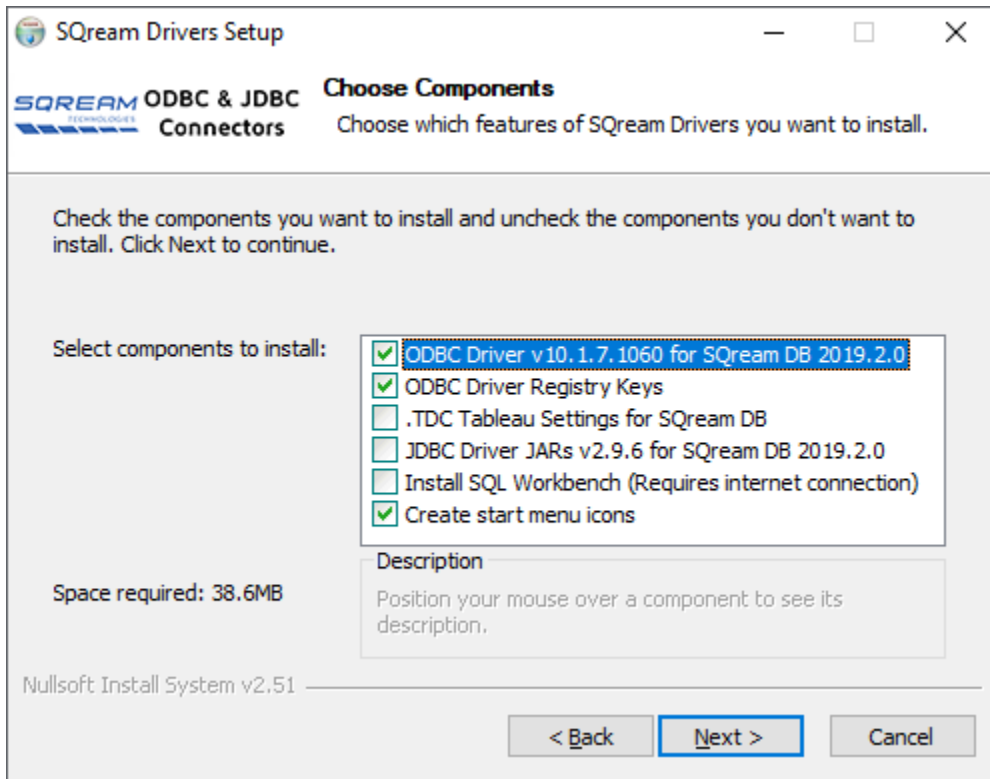 SQream Drivers Setup
SQREAM
TECHNOLOGIES
ODBC & JDBC
Connectors
Choose Components
Choose which features of SQream Drivers you want to install.
Check the components you want to install and uncheck the components you don't want to
install. Click Next to continue.
Select components to install:
ODBC Driver v10.1.7.1060 for SQream DB 2019.2.0
ODBC Driver Registry Keys
.TDC Tableau Settings for SQream DB
JDBC Driver JARs v2.9.6 for SQream DB 2019.2.0
Install SQL Workbench (Requires internet connection)
Create start menu icons
Space required: 38.6MB
Description
Position your mouse over a component to see its
description.
Nullsoft Install System v2.51
< Back
Next >
Cancel